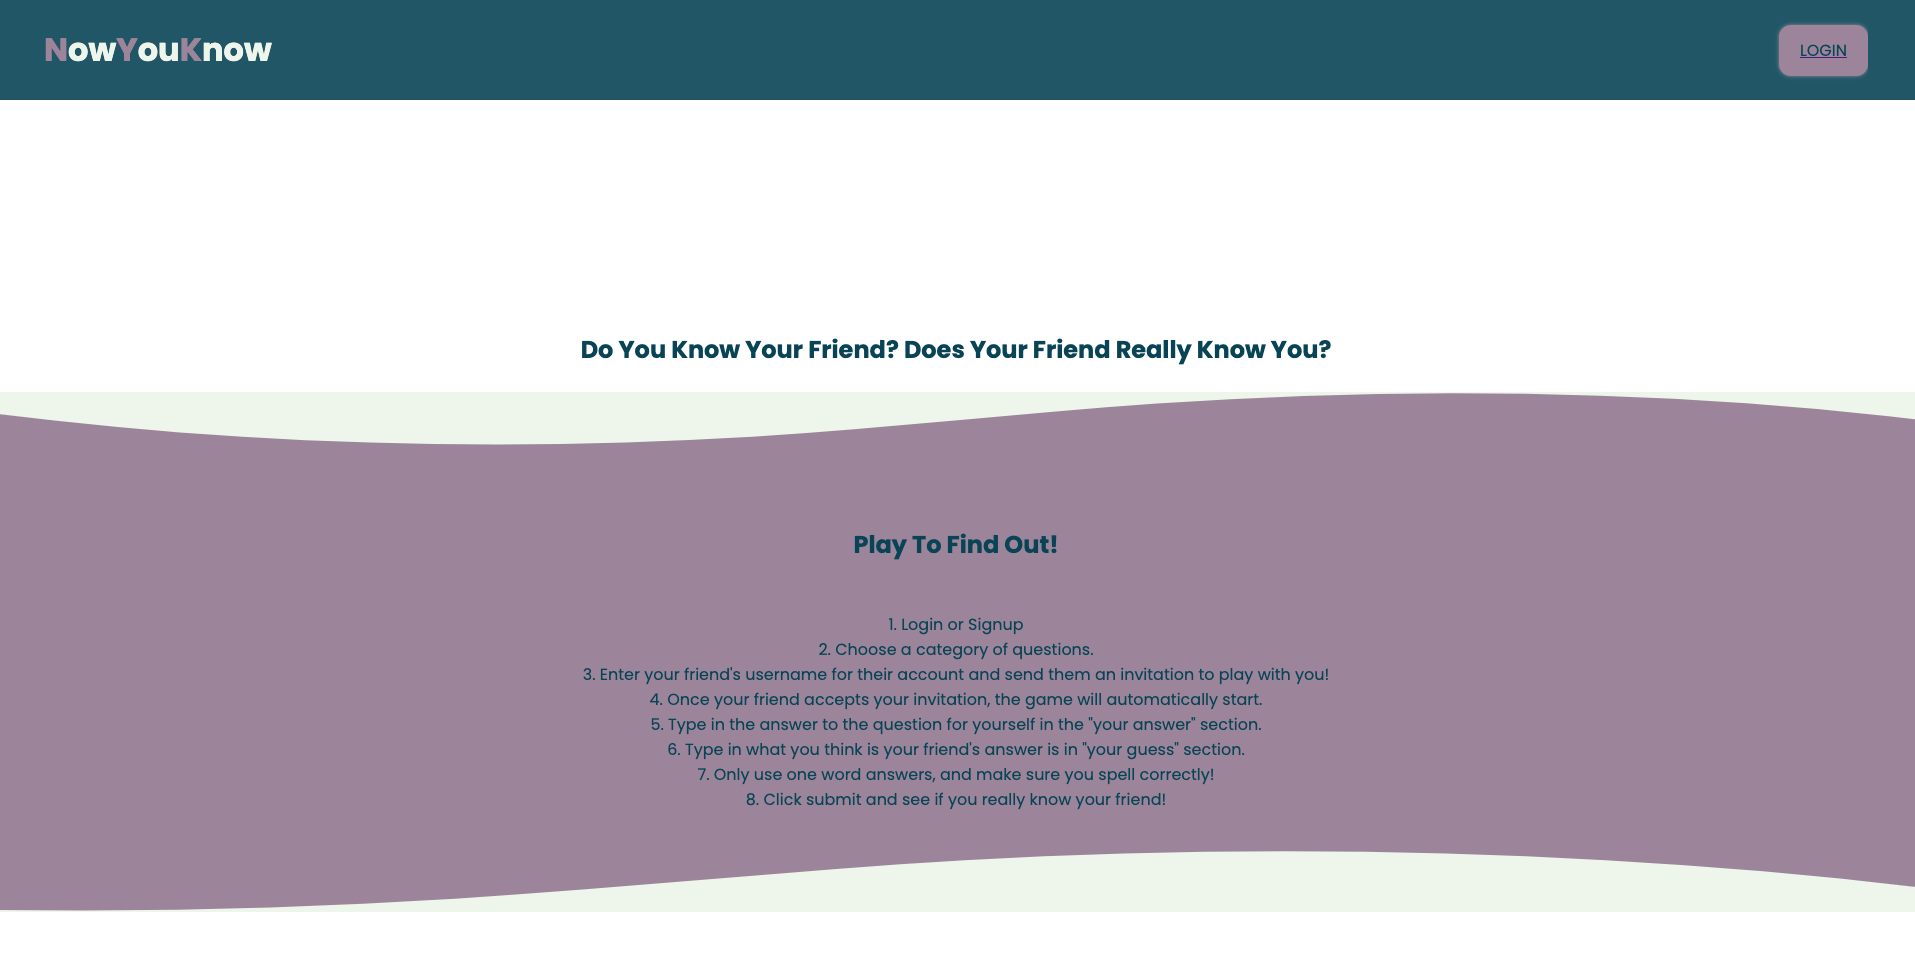 NowYouKnow
LOGIN
Do You Know Your Friend? Does Your Friend Really Know You?
Play To Find Out!
1. Login or Signup
2. Choose a category of questions.
3. Enter your friend's username for their account and send them an invitation to play with you!
4. Once your friend accepts your invitation, the game will automatically start.
5. Type in the answer to the question for yourself in the "your answer" section.
6. Type in what you think is your friend's answer is in "your guess" section.
7. Only use one word answers, and make sure you spell correctly!
8. Click submit and see if you really know your friend!